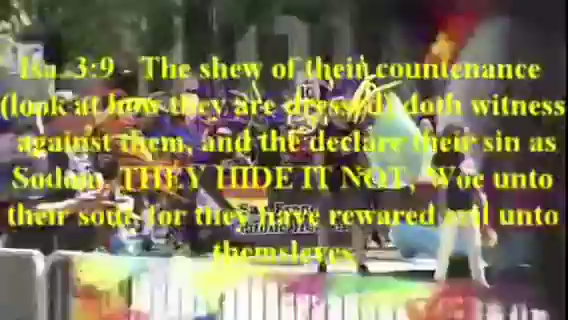 Isa. 3:9 - The shew of their countenance
(look at how they are dressed) doth witness
against them, and the declare their sin as
Sodom, THEY HIDE IT NOT, Woe unto
their soul, for they have rewared evil unto
themsleves